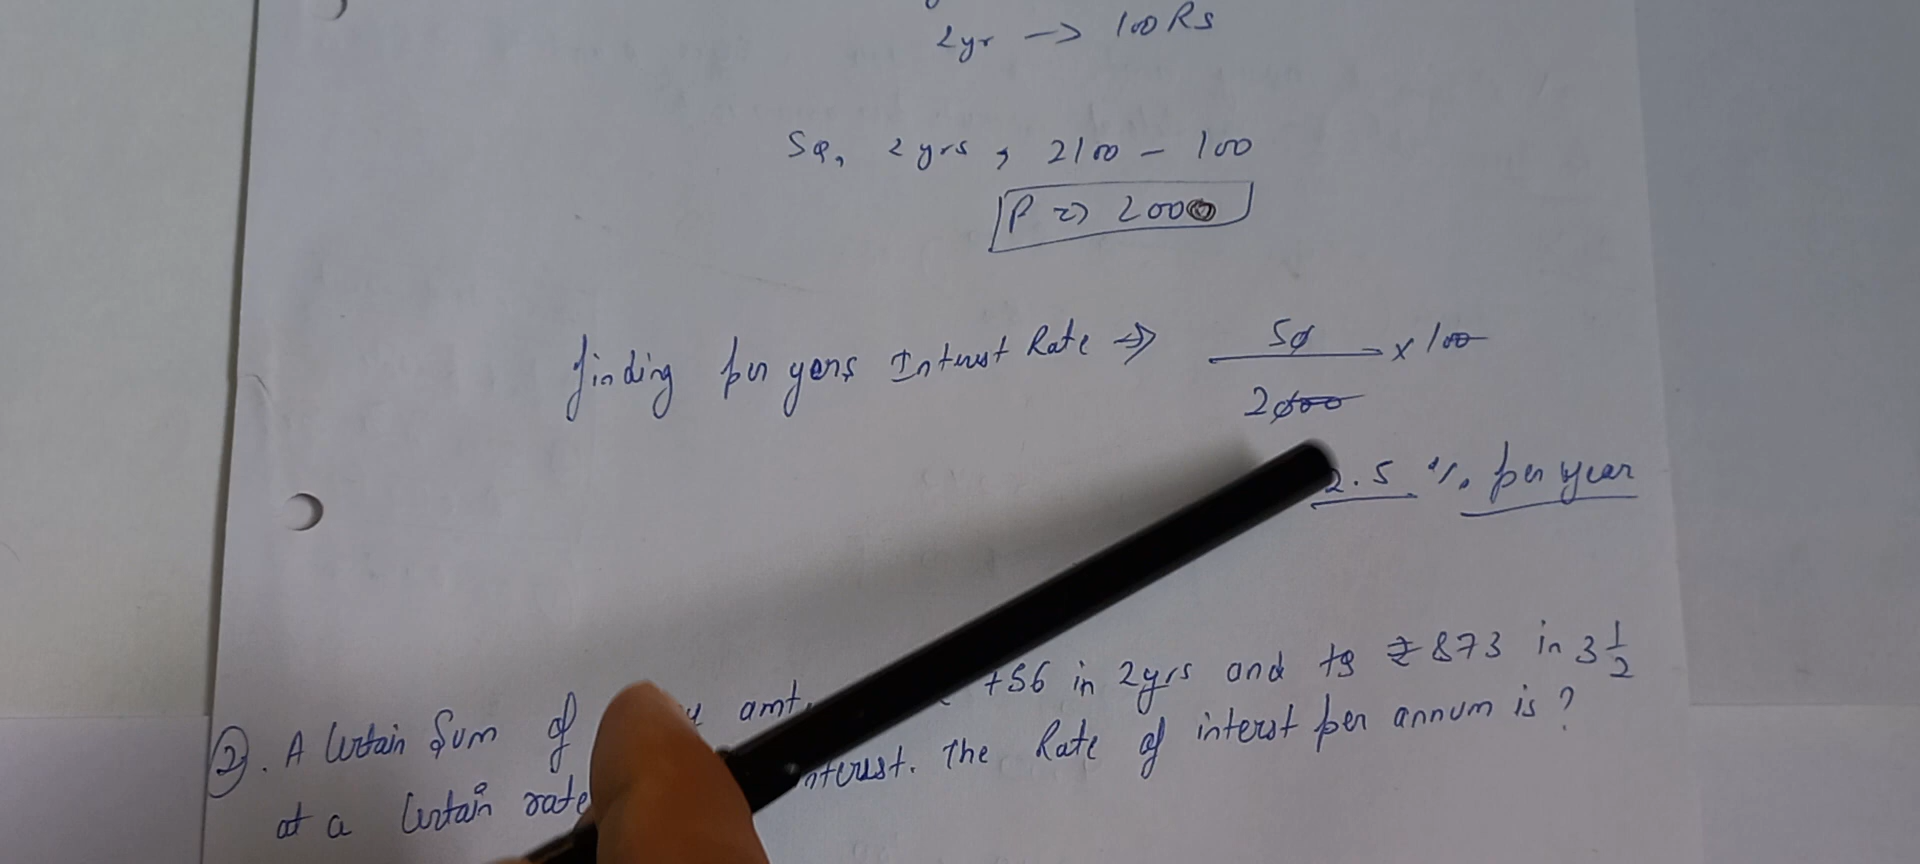 2yr → 100 Rs
So, 2 yrs, 2100 - 100
P => 2000
finding per years Interest Rate => 50/2000 × 100
2.5 % per year
②. A Certain Sum of amt. 756 in 2yrs and to ₹ 873 in 3 1/2
at a Certain rate interest. The Rate of interst per annum is ?